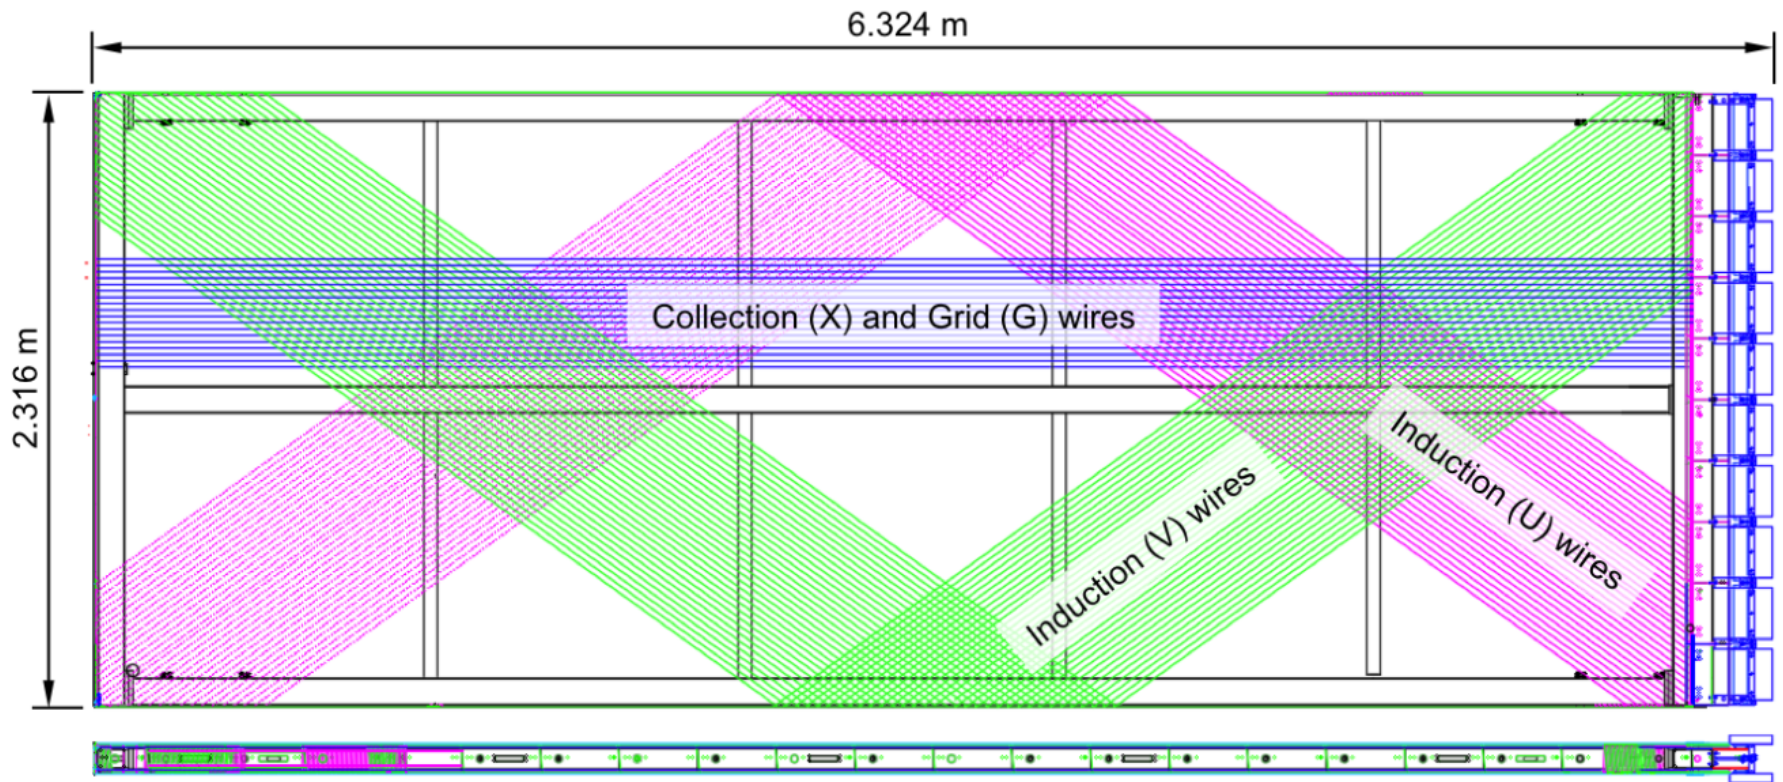 6.324 m
2.316 m
Collection (X) and Grid (G) wires
Induction (V) wires
Induction (U) wires